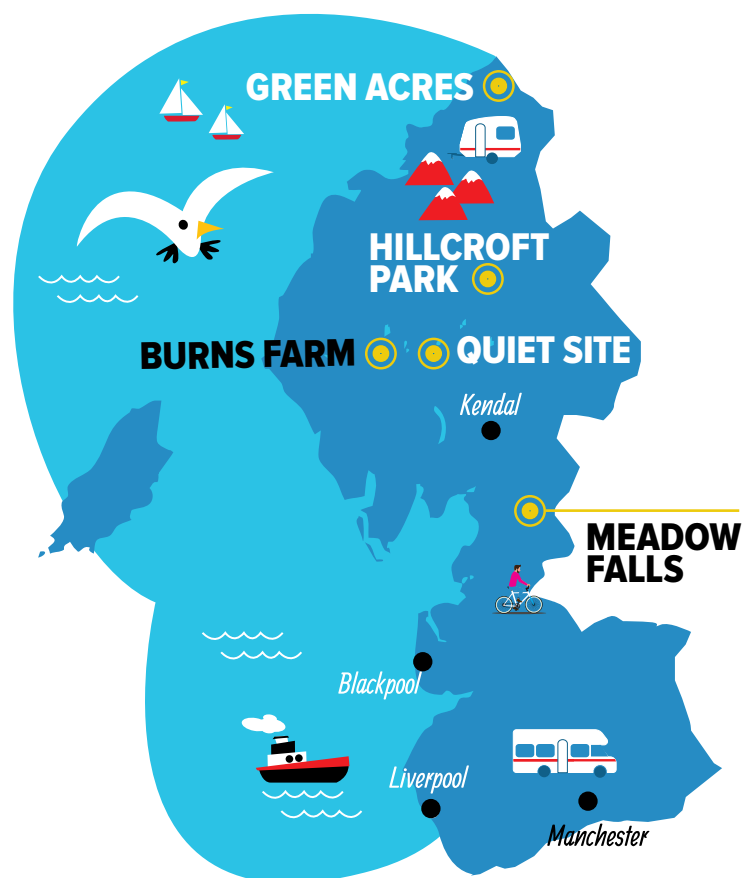 GREEN ACRES
HILLCROFT
PARK
BURNS FARM
QUIET SITE
Kendal
MEADOW
FALLS
Blackpool
Liverpool
Manchester